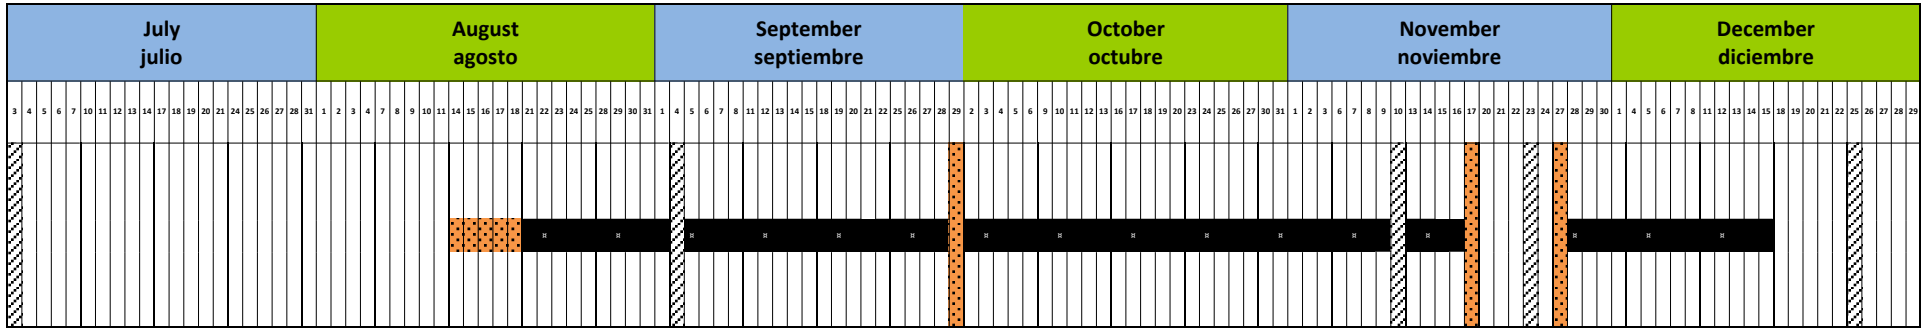 July August September October November December
julio agosto septiembre octubre noviembre diciembre
3 4 5 6 7 10 11 12 13 14 17 18 19 20 21 24 25 26 27 28 31 1 2 3 4 7 8 9 10 11 14 15 16 17 18 21 22 23 24 25 28 29 30 31 1 4 5 6 7 8 11 12 13 14 15 18 19 20 21 22 25 26 27 28 29 2 3 4 5 6 9 10 11 12 13 16 17 18 19 20 23 24 25 26 27 30 31 1 2 3 6 7 8 9 10 13 14 15 16 17 20 21 22 23 24 27 28 29 30 1 4 5 6 7 8 11 12 13 14 15 18 19 20 21 22 25 26 27 28 29
¤ ¤ ¤ ¤ ¤ ¤ ¤ ¤ ¤ ¤ ¤ ¤ ¤ ¤ ¤ ¤